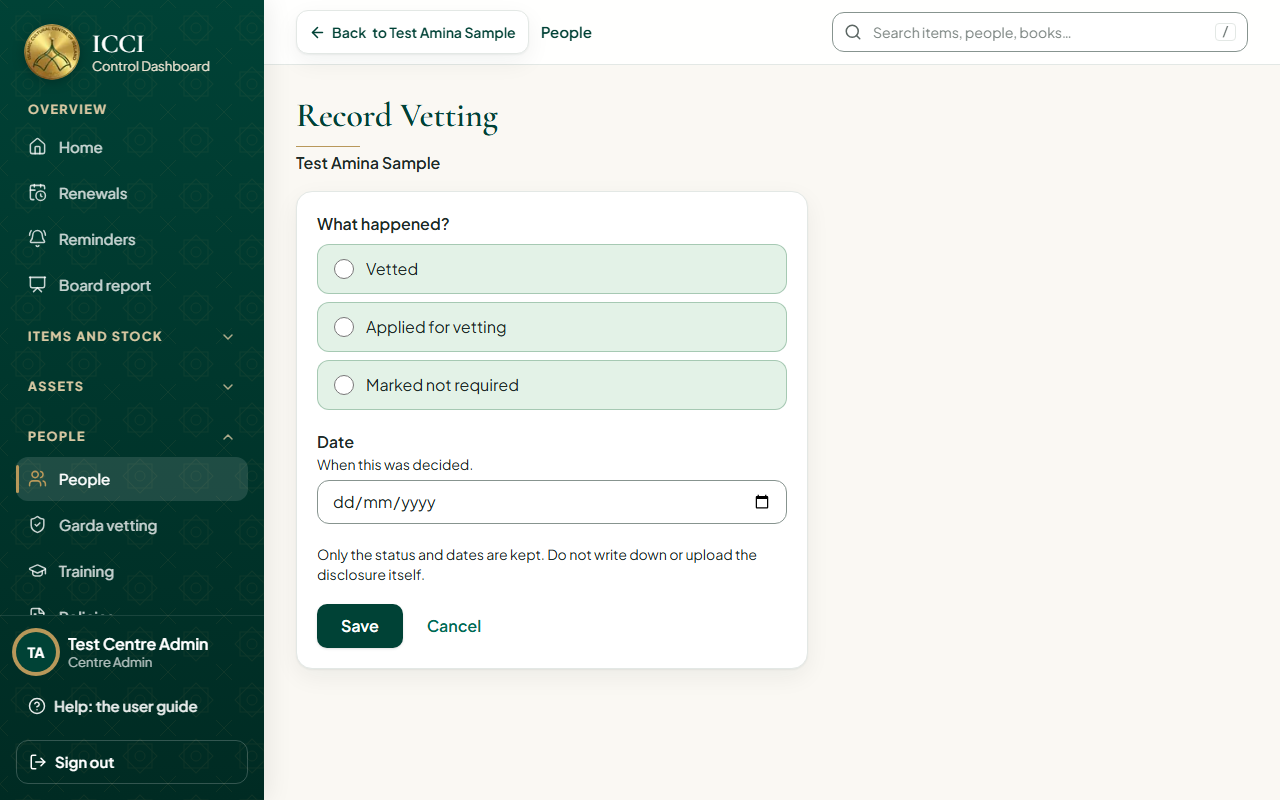 ICCI
Control Dashboard
OVERVIEW
Home
Renewals
Reminders
Board report
ITEMS AND STOCK
ASSETS
PEOPLE
People
Garda vetting
Training
Policies
TA
Test Centre Admin
Centre Admin
Help: the user guide
Sign out
Back to Test Amina Sample
People
Search items, people, books…
/
Record Vetting
Test Amina Sample
What happened?
Vetted
Applied for vetting
Marked not required
Date
When this was decided.
dd/mm/yyyy
Only the status and dates are kept. Do not write down or upload the
disclosure itself.
Save
Cancel